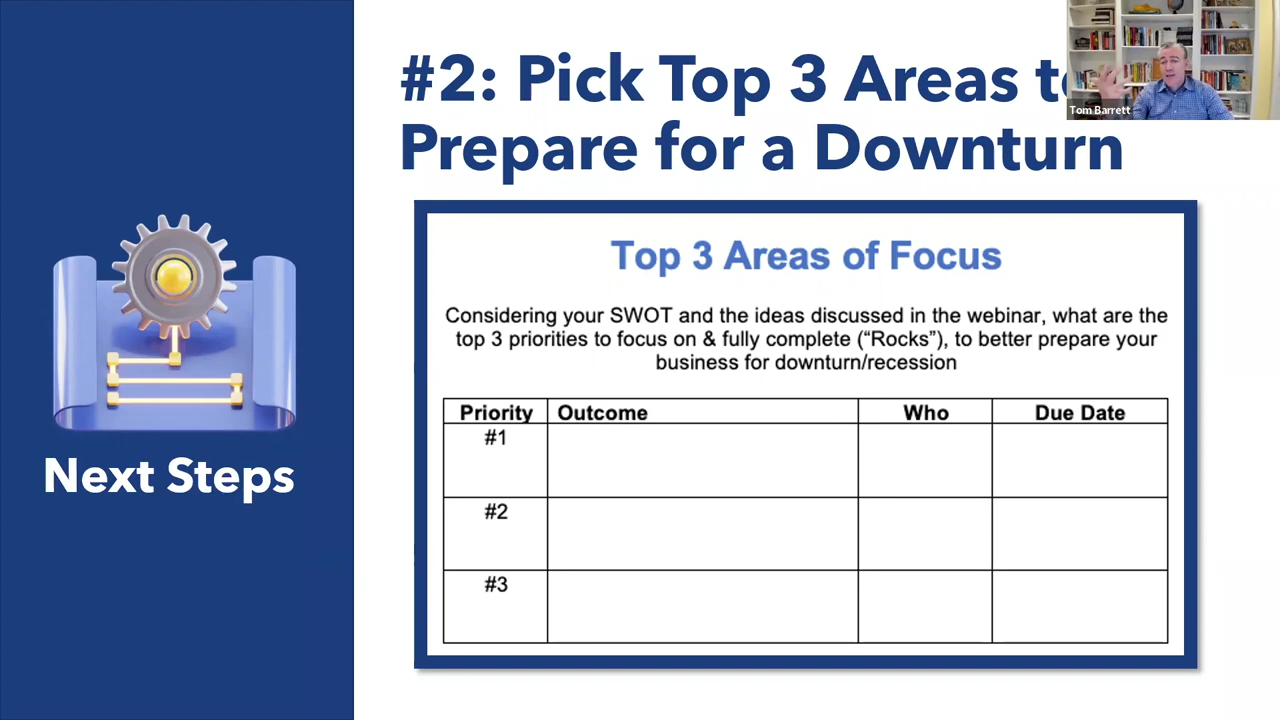 #2: Pick Top 3 Areas to
Prepare for a Downturn
Tom Barrett
Next Steps
Top 3 Areas of Focus
Considering your SWOT and the ideas discussed in the webinar, what are the
top 3 priorities to focus on & fully complete (“Rocks”), to better prepare your
business for downturn/recession
Priority Outcome Who Due Date
#1
#2
#3